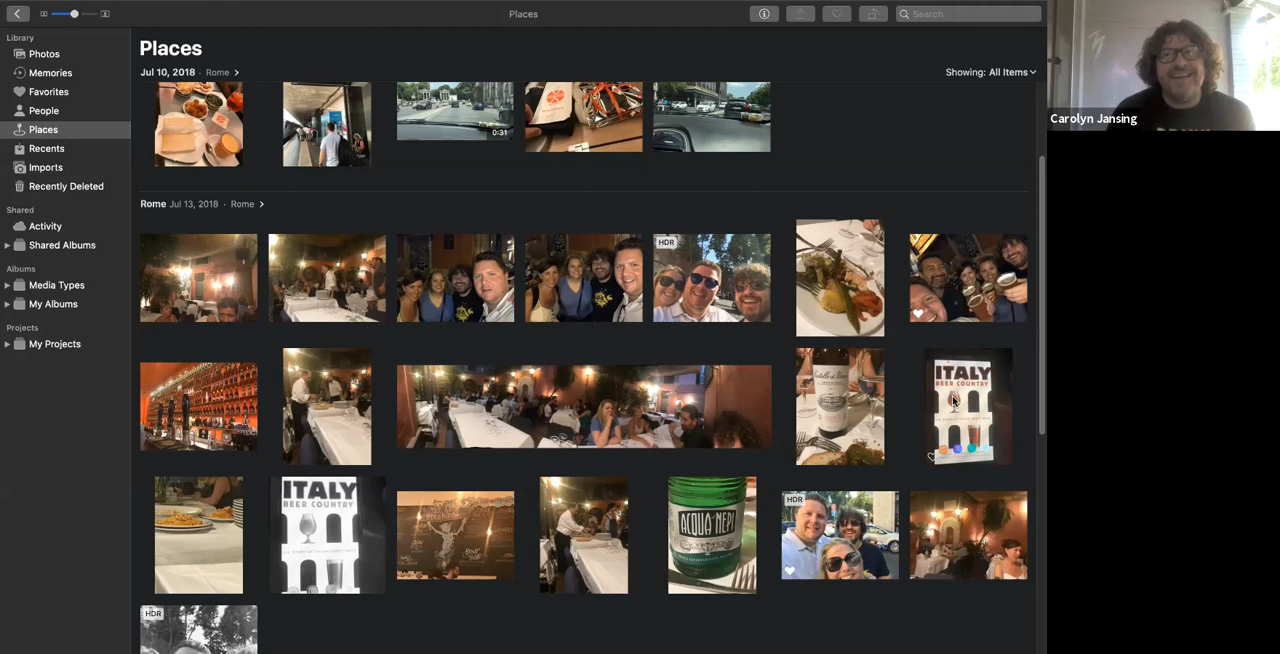 Places
Search
Library
Photos
Memories
Favorites
People
Places
Recents
Imports
Recently Deleted
Shared
Activity
Shared Albums
Albums
Media Types
My Albums
Projects
My Projects
Places
Jul 10, 2018 · Rome >
Showing: All Items
0:31
Rome Jul 13, 2018 · Rome >
HDR
ITALY
BEER COUNTRY
ITALY
BEER COUNTRY
ACQUA NEPI
HDR
HDR
Carolyn Jansing